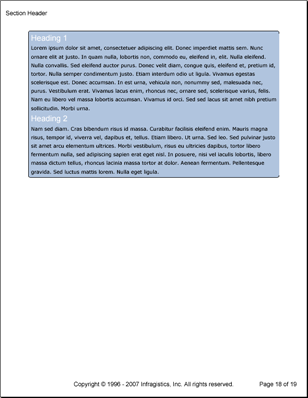 Section Header
Heading 1
Lorem ipsum dolor sit amet, consectetuer adipiscing elit. Donec imperdiet mattis sem. Nunc
ornare elit at justo. In quam nulla, lobortis non, commodo eu, eleifend in, elit. Nulla eleifend.
Nulla convallis. Sed eleifend auctor purus. Donec velit diam, congue quis, eleifend et, pretium id,
tortor. Nulla semper condimentum justo. Etiam interdum odio ut ligula. Vivamus egestas
scelerisque est. Donec accumsan. In est urna, vehicula non, nonummy sed, malesuada nec,
purus. Vestibulum erat. Vivamus lacus enim, rhoncus nec, ornare sed, scelerisque varius, felis.
Nam eu libero vel massa lobortis accumsan. Vivamus id orci. Sed sed lacus sit amet nibh pretium
sollicitudin. Morbi urna.
Heading 2
Nam sed diam. Cras bibendum risus id massa. Curabitur facilisis eleifend enim. Mauris magna
risus, tempor id, viverra vel, dapibus et, tellus. Etiam libero. Ut urna. Sed leo. Sed pulvinar justo
sit amet arcu elementum ultrices. Morbi vestibulum, risus eu ultricies dapibus, tortor libero
fermentum nulla, sed adipiscing sapien erat eget nisl. In posuere, nisi vel iaculis lobortis, libero
massa dictum tellus, rhoncus lacinia massa tortor at dolor. Aenean fermentum. Pellentesque
gravida. Sed luctus mattis lorem. Nulla eget ligula.
Copyright © 1996 - 2007 Infragistics, Inc. All rights reserved.
Page 18 of 19